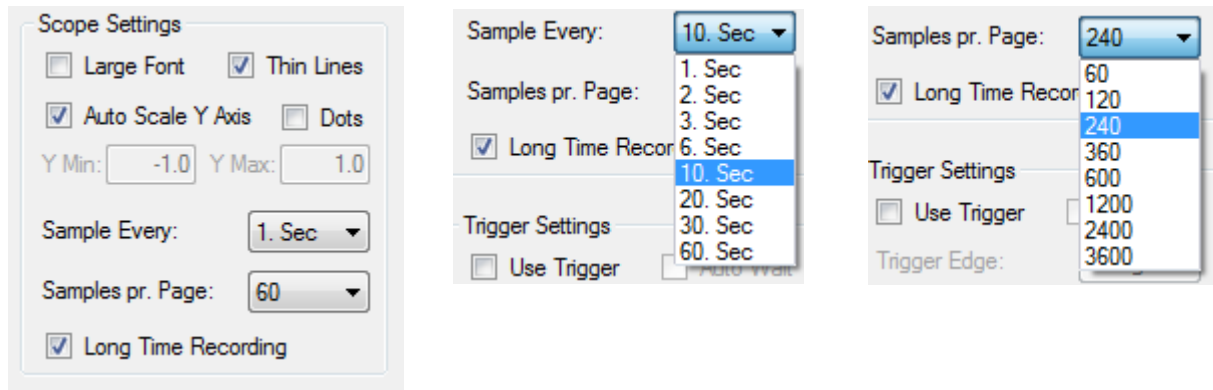 Scope Settings
Large Font Thin Lines
Auto Scale Y Axis Dots
Y Min: -1.0 Y Max: 1.0
Sample Every: 1. Sec
Samples pr. Page: 60
Long Time Recording
Sample Every: 10. Sec
1. Sec
Samples pr. Page: 2. Sec
3. Sec
Long Time Recor 6. Sec
10. Sec
20. Sec
Trigger Settings 30. Sec
Use Trigger 60. Sec
Auto Wait
Samples pr. Page: 240
60
Long Time Recor 120
240
360
Trigger Settings 600
Use Trigger 1200
2400
Trigger Edge: 3600